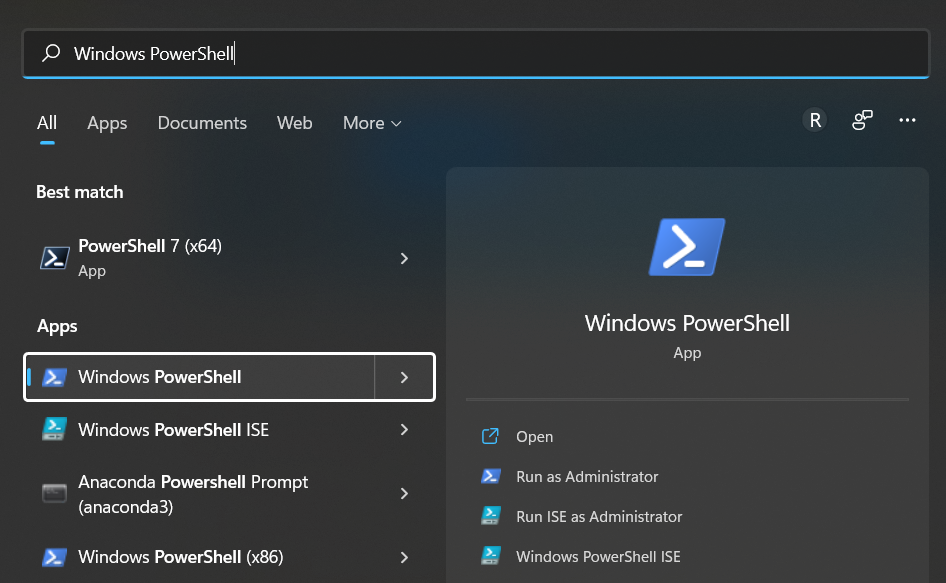 Windows PowerShell
All Apps Documents Web More
R
Best match
PowerShell 7 (x64)
App
Apps
Windows PowerShell
Windows PowerShell ISE
Anaconda Powershell Prompt
(anaconda3)
Windows PowerShell (x86)
Windows PowerShell
App
Open
Run as Administrator
Run ISE as Administrator
Windows PowerShell ISE